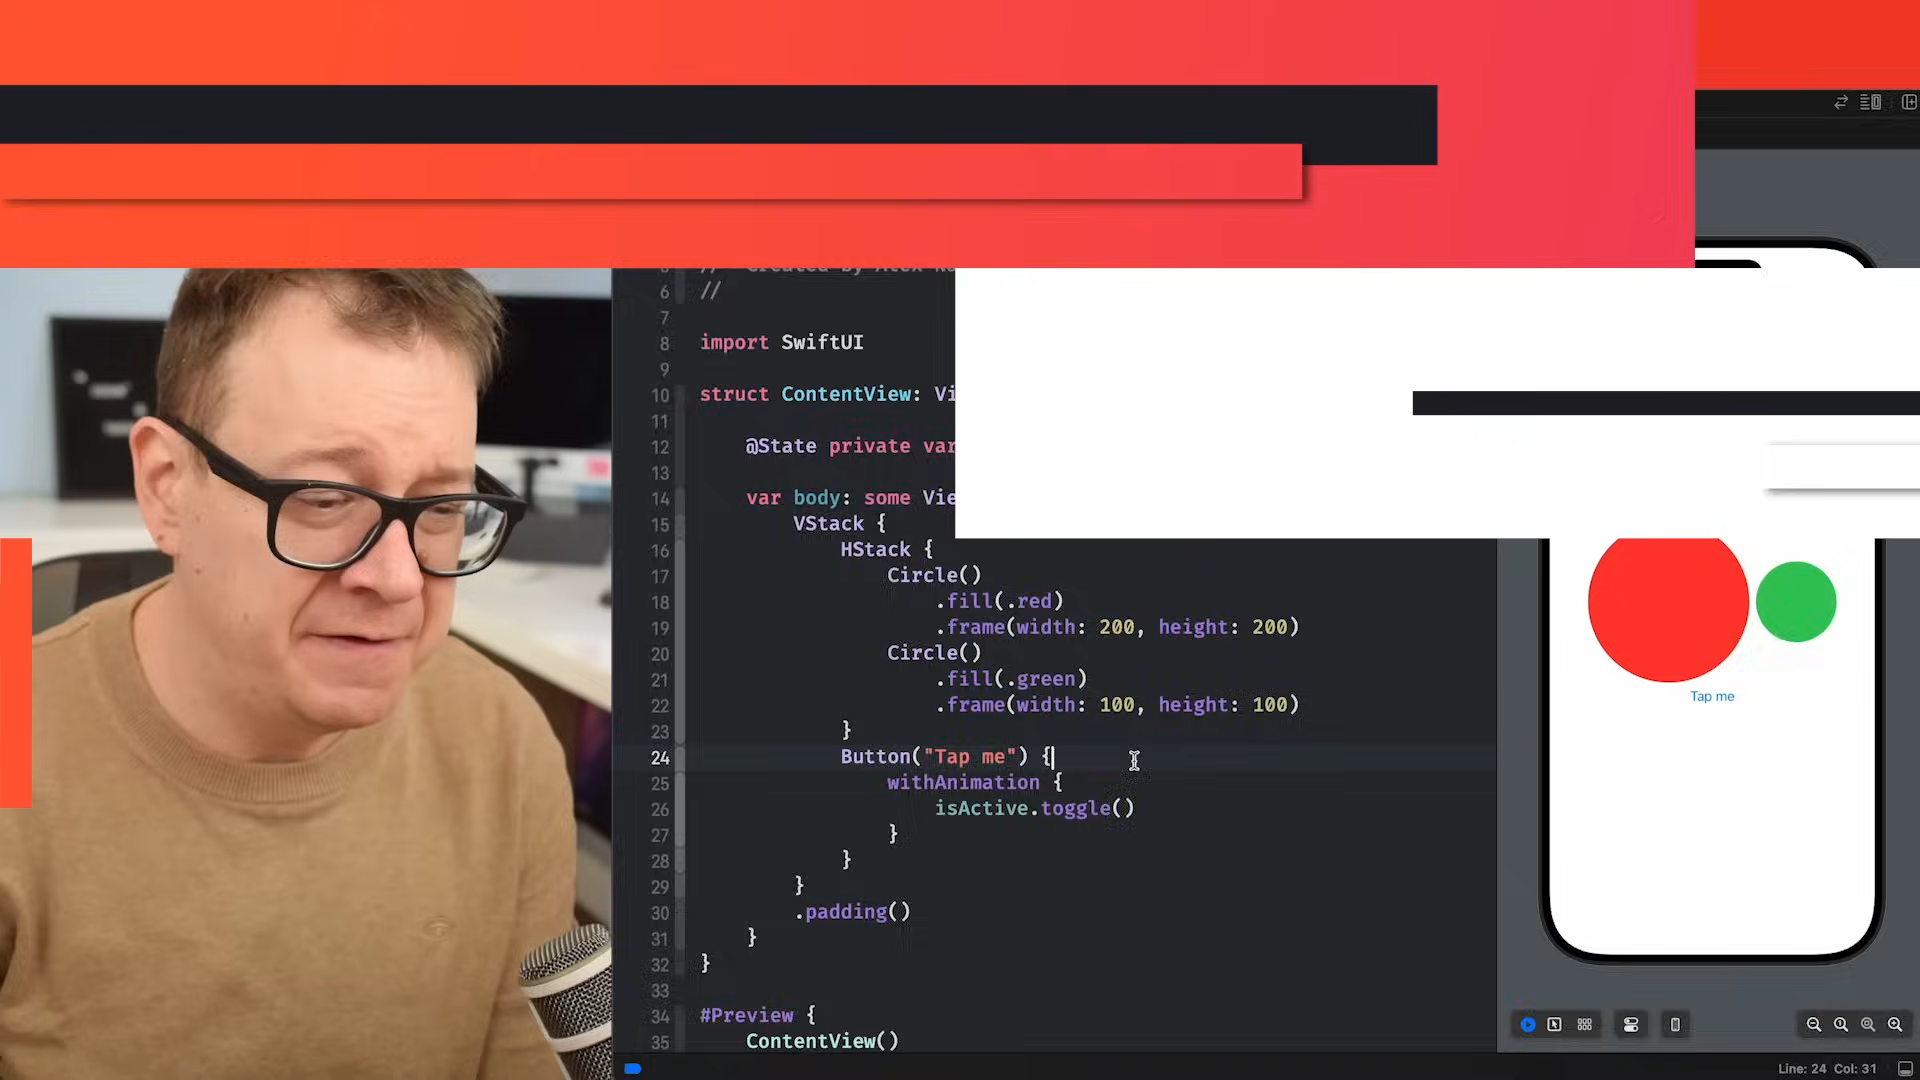 6 //
7
8 import SwiftUI
9
10 struct ContentView: Vi
11
12 @State private var
13
14 var body: some Vie
15 VStack {
16 HStack {
17 Circle()
18 .fill(.red)
19 .frame(width: 200, height: 200)
20 Circle()
21 .fill(.green)
22 .frame(width: 100, height: 100)
23 }
24 Button("Tap me") {
25 withAnimation {
26 isActive.toggle()
27 }
28 }
29 }
30 .padding()
31 }
32 }
33
34 #Preview {
35 ContentView()
Tap me
Line: 24 Col: 31